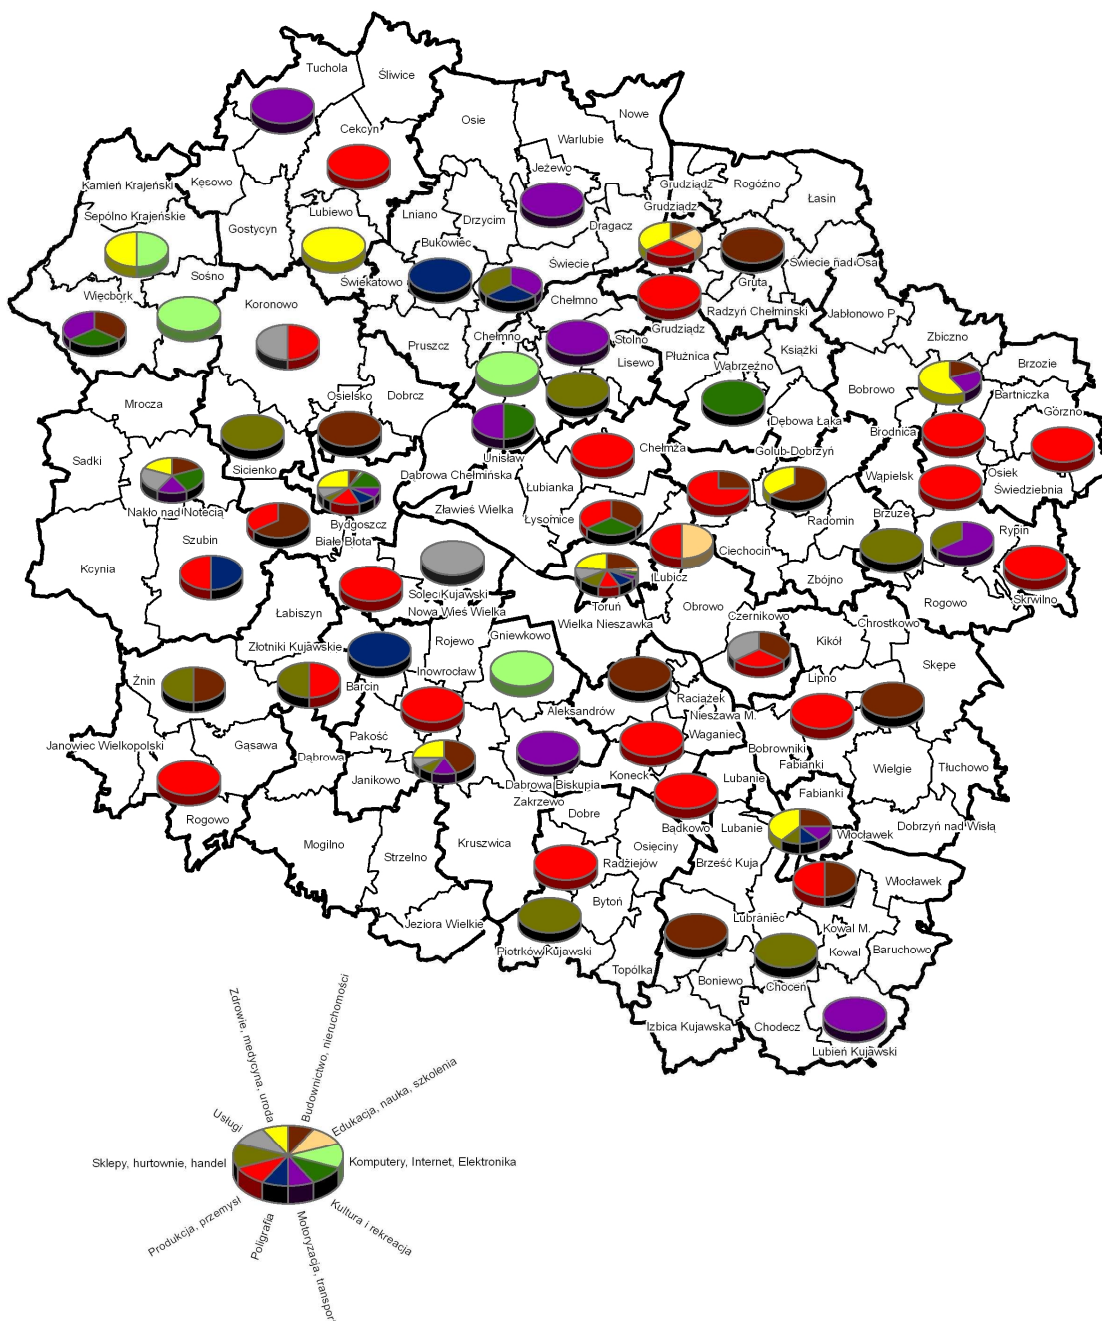 Tuchola
Śliwice
Nowe
Osie
Cekcyn
Warlubie
Jeżewo
Kamień Krajeński
Kęsowo
Grudziądz
Rogóźno
Łasin
Sępólno Krajeńskie
Lubiewo
Lniano
Drzycim
Grudziądz
Gostycyn
Bukowiec
Dragacz
Świecie
Świecie nad Osą
Sośno
Świekatowo
Gruta
Więcbork
Koronowo
Chełmno
Grudziądz
Radzyń Chełmiński
Jabłonowo P.
Pruszcz
Chełmno
Stolno
Zbiczno
Lisewo
Płużnica
Wąbrzeźno
Książki
Brzozie
Mrocza
Osielsko
Dobrcz
Bobrowo
Bartniczka
Dębowa Łąka
Górzno
Brodnica
Sadki
Sicienko
Unisław
Chełmża
Golub-Dobrzyń
Dąbrowa Chełmińska
Wąpielsk
Osiek
Łubianka
Świedziebnia
Nakło nad Notecią
Zławieś Wielka
Brzuze
Bydgoszcz
Łysomice
Radomin
Rypin
Szubin
Białe Błota
Ciechocin
Kcynia
Lubicz
Zbójno
Solec Kujawski
Toruń
Obrowo
Rogowo
Skrwilno
Łabiszyn
Nowa Wieś Wielka
Wielka Nieszawka
Czernikowo
Chrostkowo
Złotniki Kujawskie
Rojewo
Gniewkowo
Kikół
Skępe
Żnin
Inowrocław
Lipno
Barcin
Raciążek
Aleksandrów
Nieszawa M.
Pakość
Waganiec
Janowiec Wielkopolski
Gąsawa
Dąbrowa
Bobrowniki
Fabianki
Wielgie
Tłuchowo
Janikowo
Dąbrowa Biskupia
Koneck
Lubanie
Zakrzewo
Fabianki
Dobre
Rogowo
Bądkowo
Lubanie
Włocławek
Dobrzyń nad Wisłą
Mogilno
Strzelno
Kruszwica
Osięciny
Radziejów
Brześć Kuja
Włocławek
Bytoń
Lubraniec
Jeziora Wielkie
Kowal M.
Piotrków Kujawski
Kowal
Baruchowo
Topólka
Boniewo
Choceń
Izbica Kujawska
Chodecz
Lubień Kujawski
Zdrowie, medycyna, uroda
Budownictwo, nieruchomości
Edukacja, nauka, szkolenia
Usługi
Sklepy, hurtownie, handel
Komputery, Internet, Elektronika
Produkcja, przemysł
Poligrafia
Motoryzacja, transpor
Kultura i rekreacja